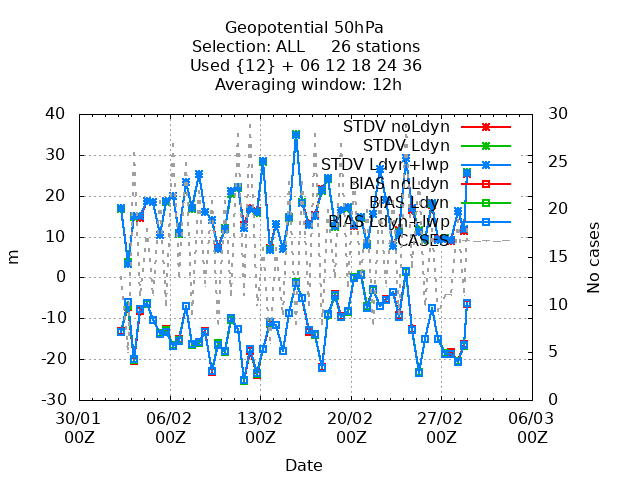 Geopotential 50hPa
Selection: ALL 26 stations
Used {12} + 06 12 18 24 36
Averaging window: 12h
40
30
20
10
0
-10
-20
-30
m
30
25
20
15
10
5
0
No cases
STDV noLdyn
STDV Ldyn
STDV Ldyn+lwp
BIAS noLdyn
BIAS Ldyn
BIAS Ldyn+lwp
CASES
30/01 06/02 13/02 20/02 27/02 06/03
00Z 00Z 00Z 00Z 00Z 00Z
Date